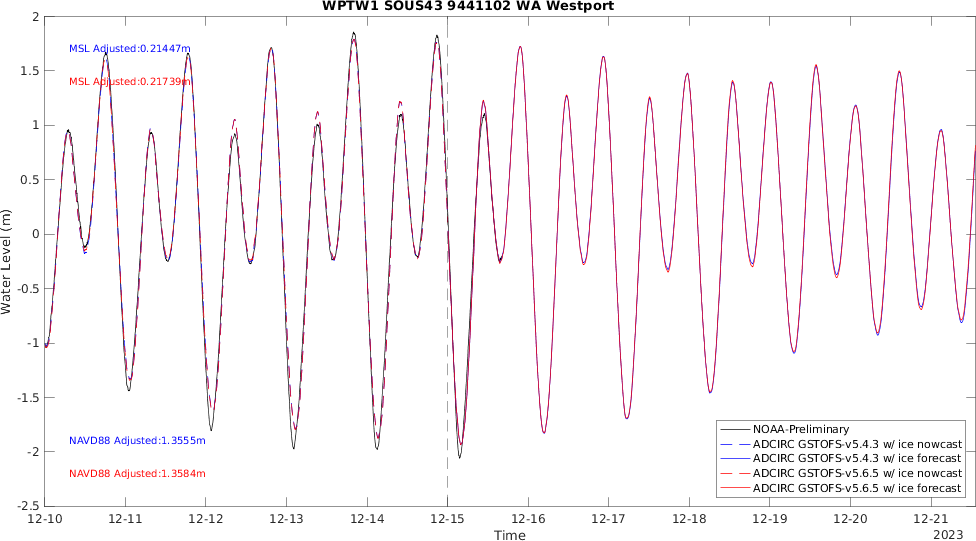 WPTW1 SOUS43 9441102 WA Westport
2
1.5
1
0.5
0
-0.5
-1
-1.5
-2
-2.5
Water Level (m)
MSL Adjusted:0.21447m
MSL Adjusted:0.21739m
NAVD88 Adjusted:1.3555m
NAVD88 Adjusted:1.3584m
NOAA-Preliminary
ADCIRC GSTOFS-v5.4.3 w/ ice nowcast
ADCIRC GSTOFS-v5.4.3 w/ ice forecast
ADCIRC GSTOFS-v5.6.5 w/ ice nowcast
ADCIRC GSTOFS-v5.6.5 w/ ice forecast
12-10 12-11 12-12 12-13 12-14 12-15 12-16 12-17 12-18 12-19 12-20 12-21
2023
Time